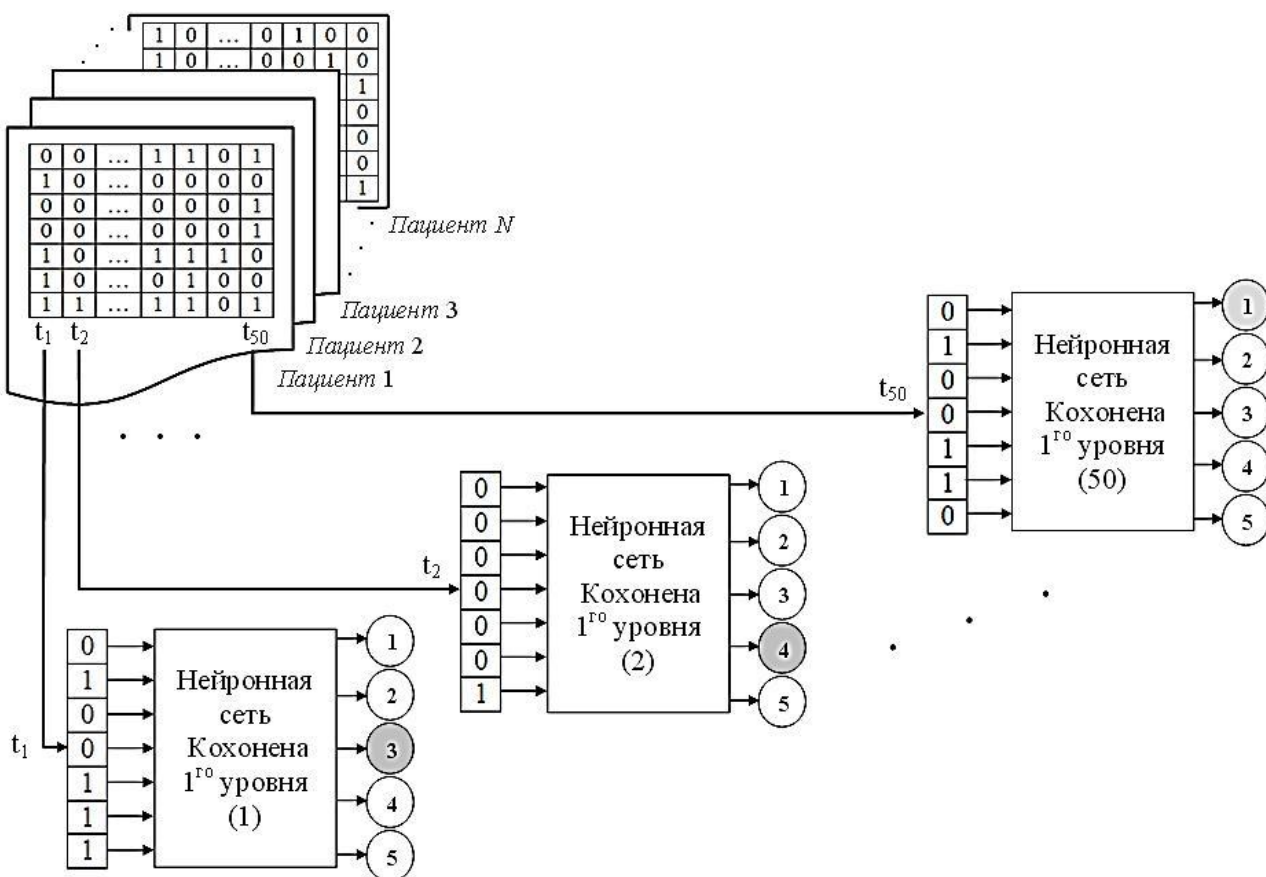 1 0 ... 0 1 0 0
1 0 ... 0 0 1 0
1
0
0
0
1
0 0 ... 1 1 0 1
1 0 ... 0 0 0 0
0 0 ... 0 0 0 1
0 0 ... 0 0 0 1
1 0 ... 1 1 1 0
1 0 ... 0 1 0 0
1 1 ... 1 1 0 1
t1 t2 t50
Пациент N
Пациент 3
Пациент 2
Пациент 1
. . .
t50
0
1
0
0
1
1
0
Нейронная
сеть
Кохонена
1го уровня
(50)
1
2
3
4
5
t2
0
0
0
0
0
0
1
Нейронная
сеть
Кохонена
1го уровня
(2)
1
2
3
4
5
t1
0
1
0
0
1
1
1
Нейронная
сеть
Кохонена
1го уровня
(1)
1
2
3
4
5